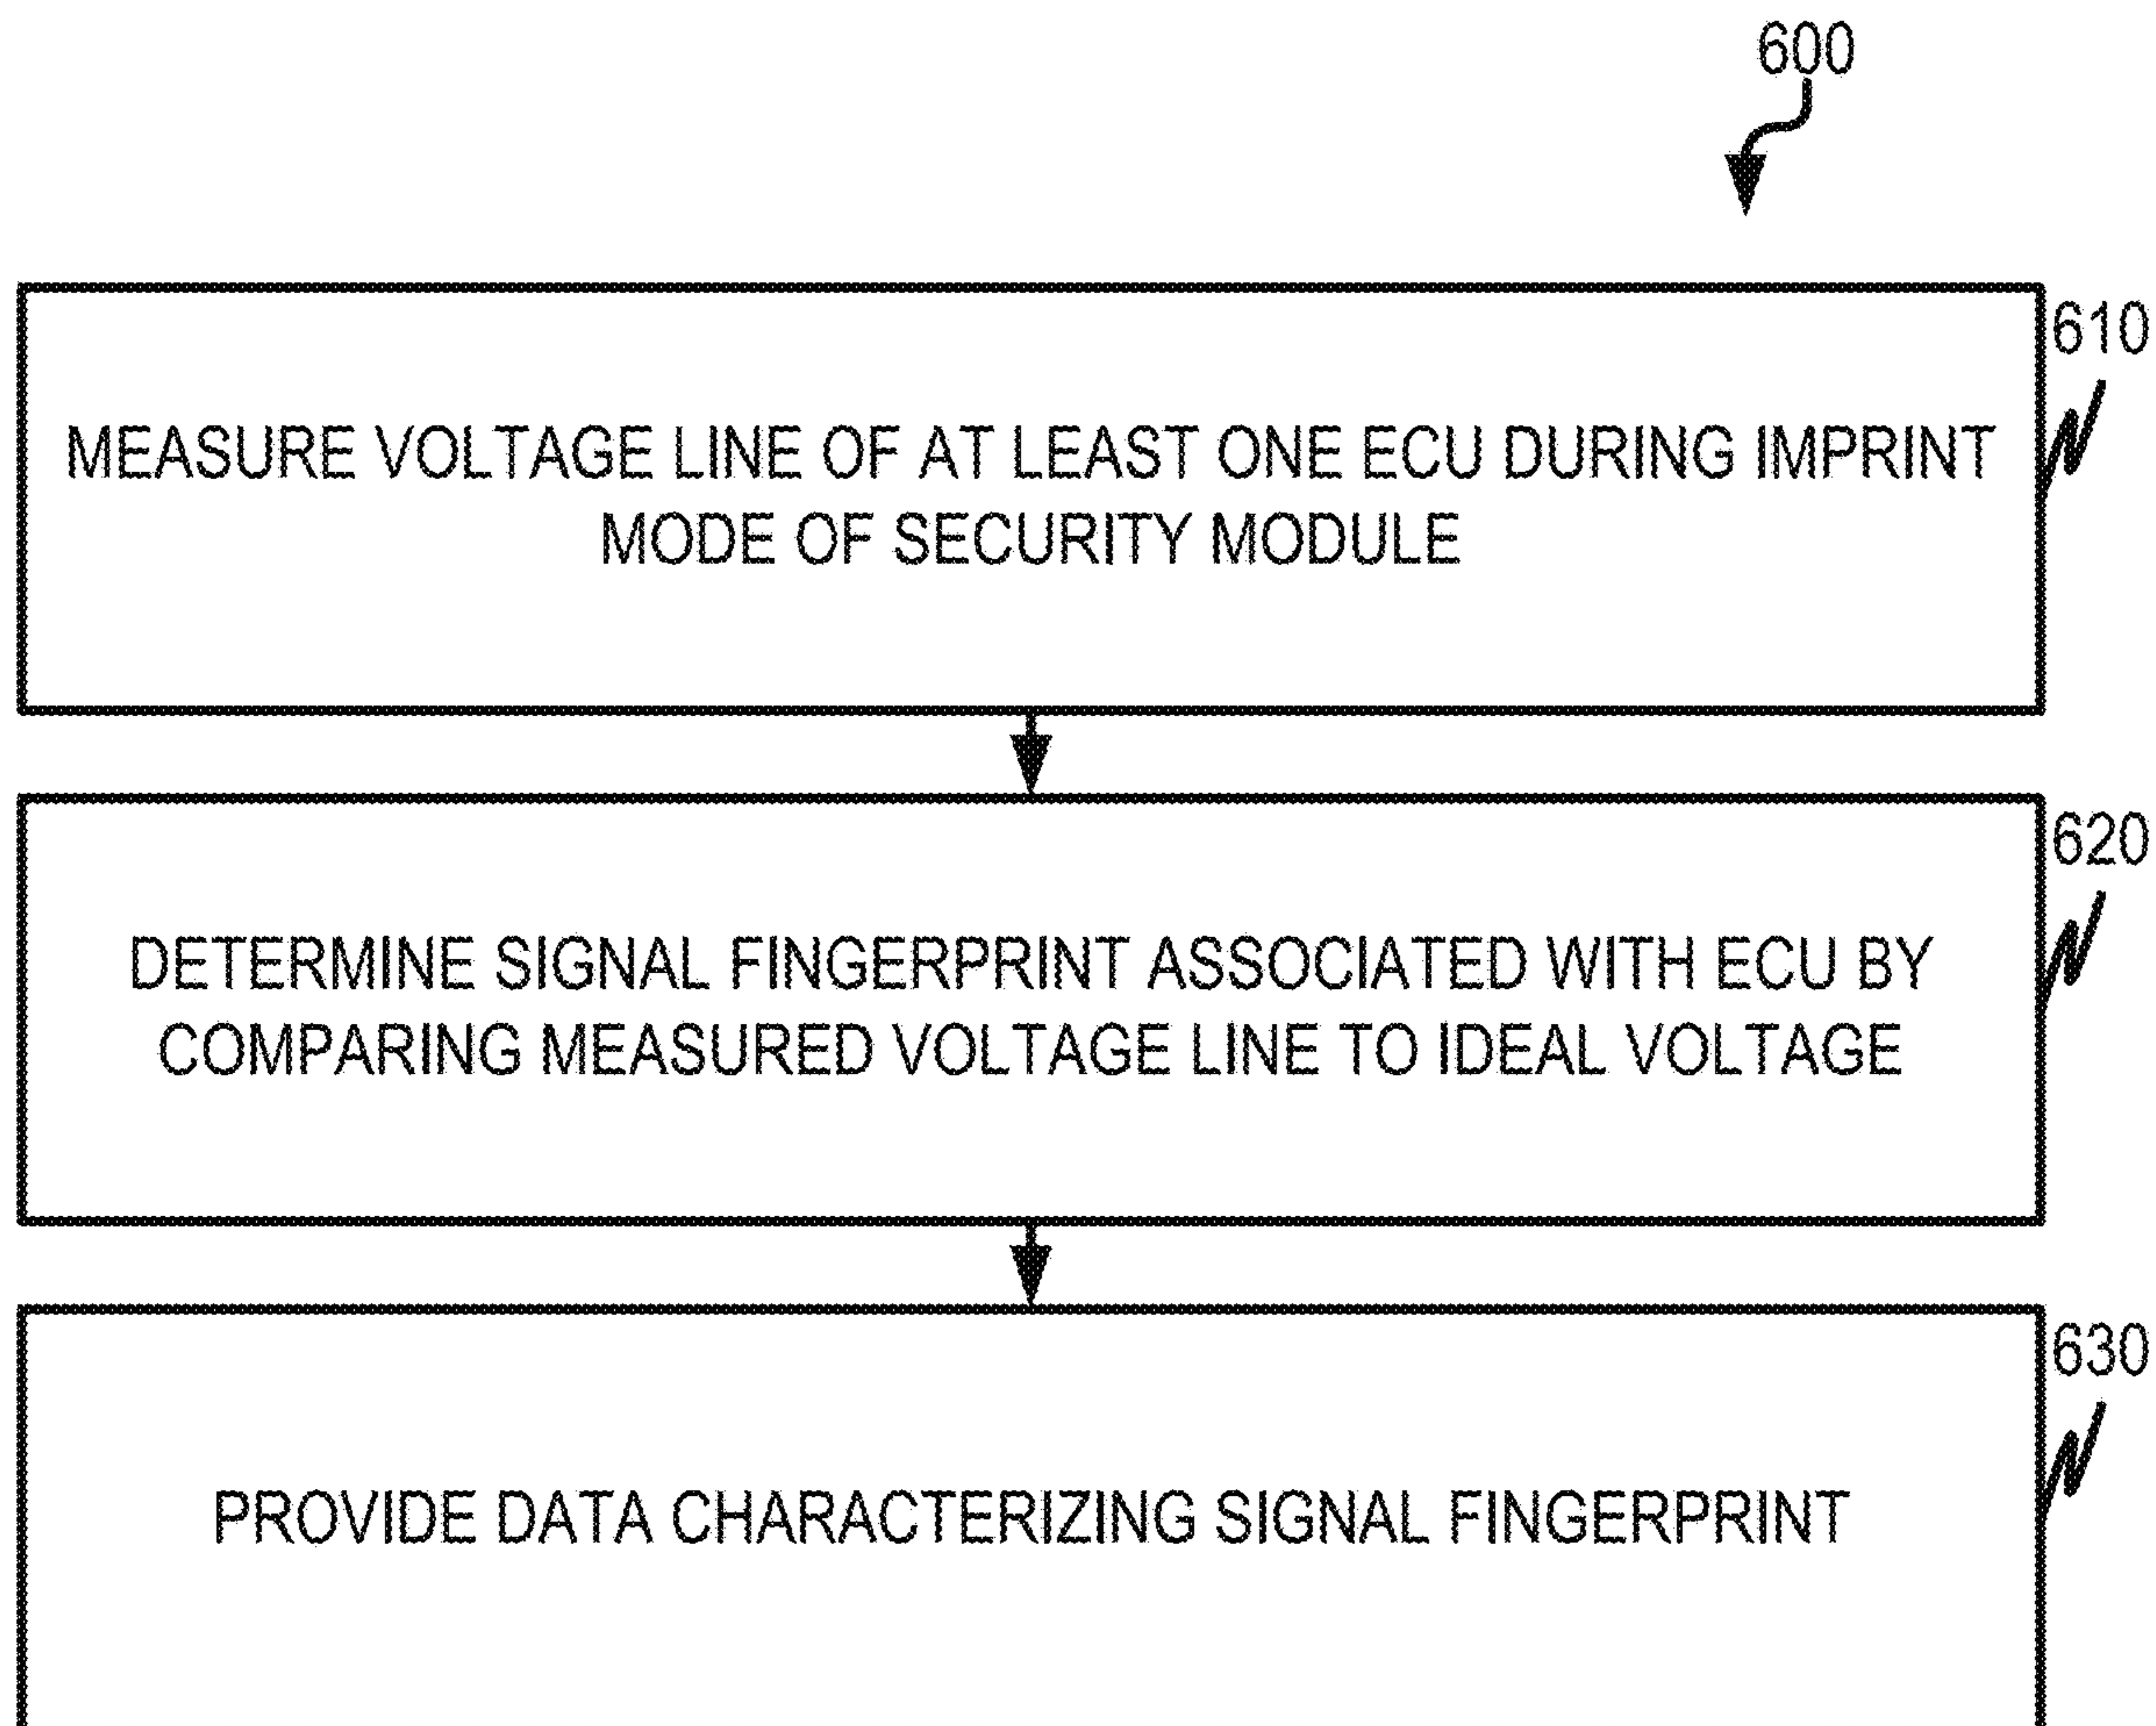 600
610
MEASURE VOLTAGE LINE OF AT LEAST ONE ECU DURING IMPRINT
MODE OF SECURITY MODULE
620
DETERMINE SIGNAL FINGERPRINT ASSOCIATED WITH ECU BY
COMPARING MEASURED VOLTAGE LINE TO IDEAL VOLTAGE
630
PROVIDE DATA CHARACTERIZING SIGNAL FINGERPRINT